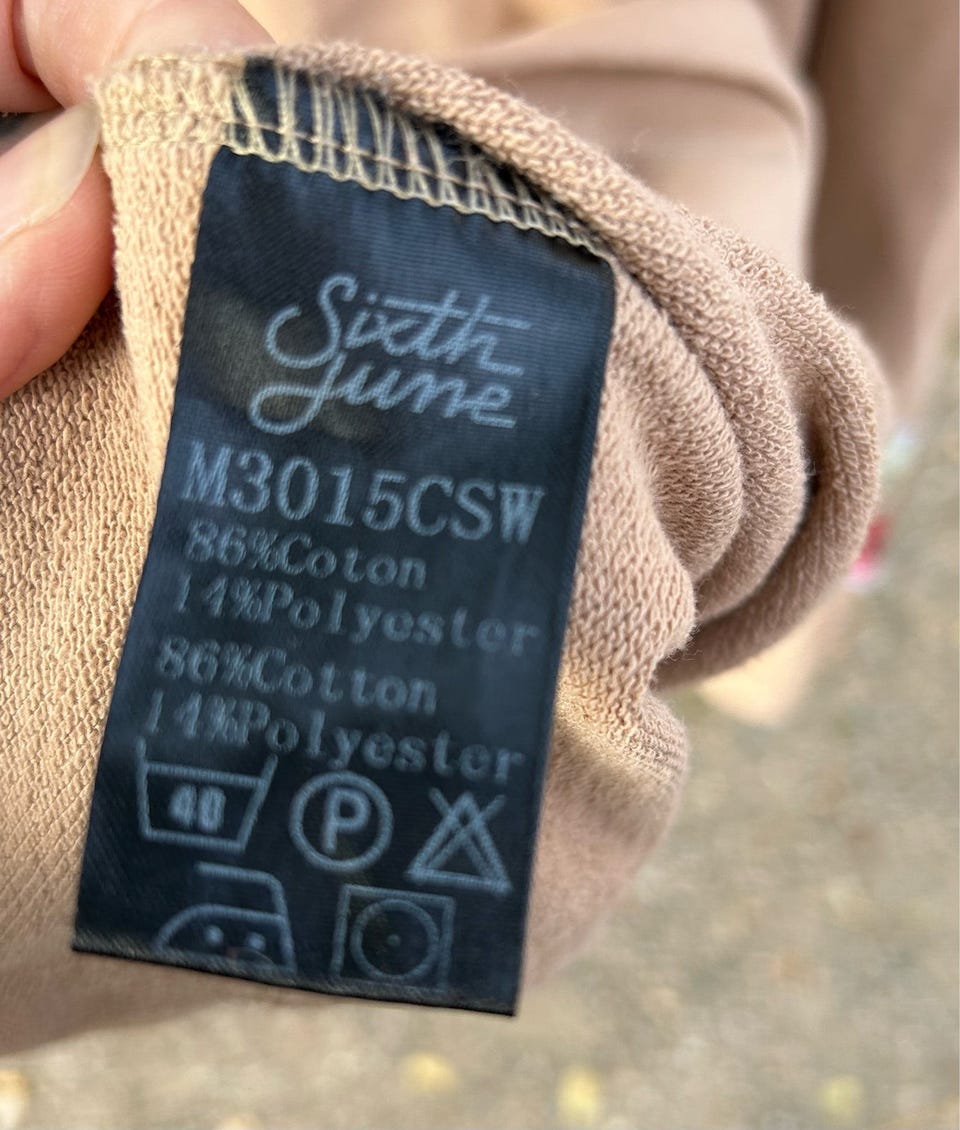 Sixth
June
M3015CSW
86%Coton
14%Polyester
86%Cotton
14%Polyester
40
P